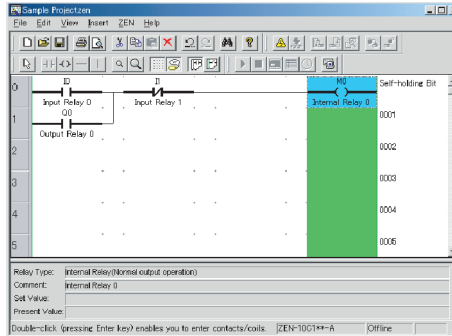 Sample Projectzen
File Edit View Insert ZEN Help
0 I0 I1 M0 Self-holding Bit
Input Relay 0 Input Relay 1 Internal Relay 0
1 Q0 0001
Output Relay 0
2 0002
3 0003
4 0004
5 0005
Relay Type: Internal Relay(Normal output operation)
Comment: Internal Relay 0
Set Value:
Present Value:
Double-click (pressing Enter key) enables you to enter contacts/coils. ZEN-10C1**-A Offline